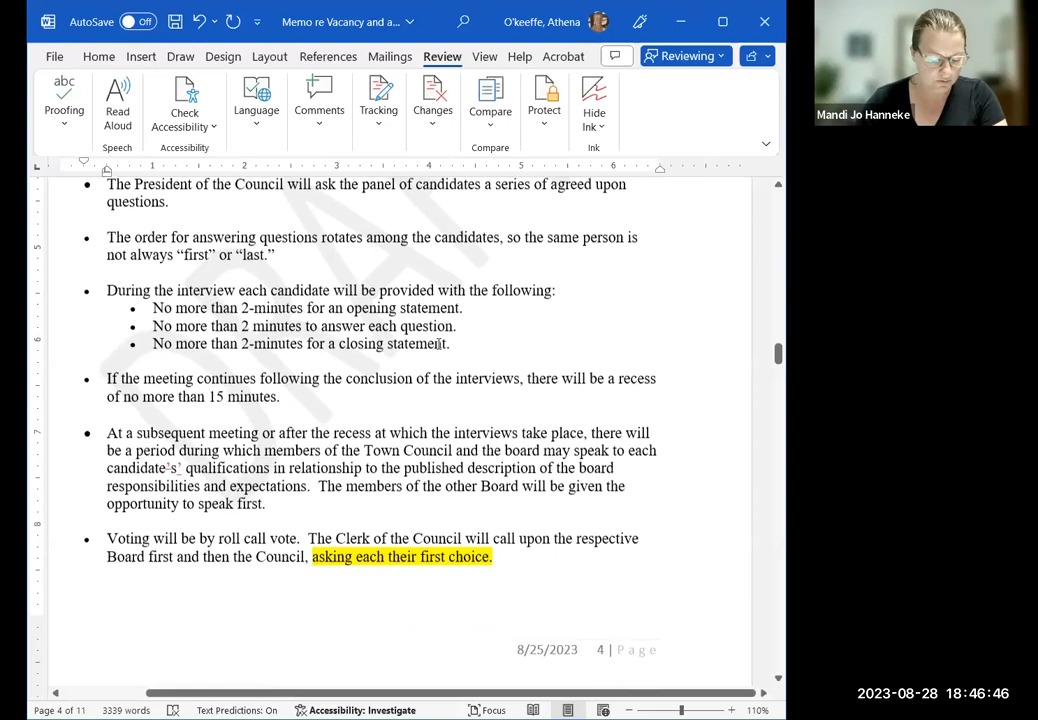 AutoSave Off Memo re Vacancy and a... O'keeffe, Athena
File Home Insert Draw Design Layout References Mailings Review View Help Acrobat Reviewing
abc
Proofing Read Aloud Check Accessibility Language Comments Tracking Changes Compare Protect Hide Ink
Speech Accessibility Compare Ink
Mandi Jo Hanneke
1 2 3 4 5 6
DRAFT
• The President of the Council will ask the panel of candidates a series of agreed upon
questions.
• The order for answering questions rotates among the candidates, so the same person is
not always “first” or “last.”
• During the interview each candidate will be provided with the following:
• No more than 2-minutes for an opening statement.
• No more than 2 minutes to answer each question.
• No more than 2-minutes for a closing statement.
• If the meeting continues following the conclusion of the interviews, there will be a recess
of no more than 15 minutes.
• At a subsequent meeting or after the recess at which the interviews take place, there will
be a period during which members of the Town Council and the board may speak to each
candidate’s’ qualifications in relationship to the published description of the board
responsibilities and expectations. The members of the other Board will be given the
opportunity to speak first.
• Voting will be by roll call vote. The Clerk of the Council will call upon the respective
Board first and then the Council, asking each their first choice.
8/25/2023 4 | Page
2023-08-28 18:46:46
Page 4 of 11 3339 words Text Predictions: On Accessibility: Investigate Focus 110%